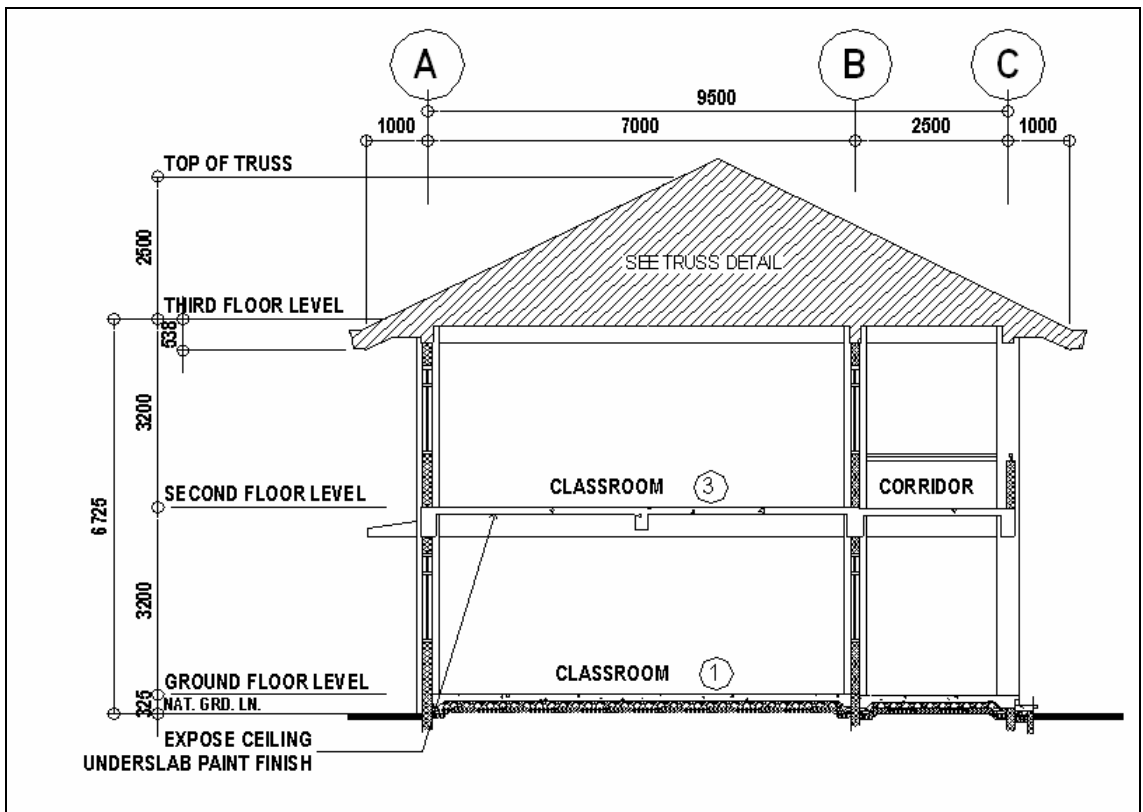 A
B
C
9500
1000
7000
2500
1000
TOP OF TRUSS
2500
SEE TRUSS DETAIL
THIRD FLOOR LEVEL
538
3200
CLASSROOM 3
CORRIDOR
SECOND FLOOR LEVEL
6725
3200
CLASSROOM 1
GROUND FLOOR LEVEL
325
NAT. GRD. LN.
EXPOSE CEILING
UNDERSLAB PAINT FINISH